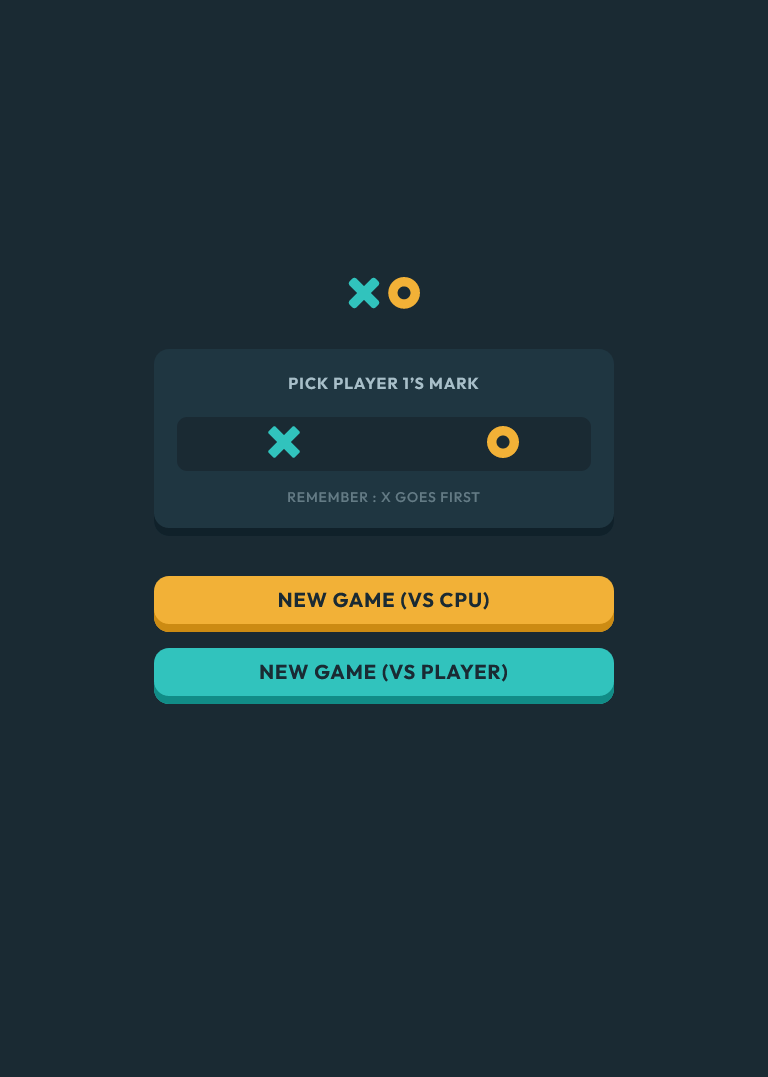 PICK PLAYER 1’S MARK
REMEMBER : X GOES FIRST
NEW GAME (VS CPU)
NEW GAME (VS PLAYER)